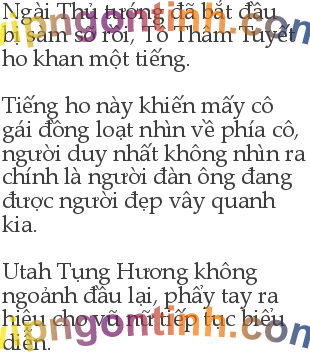 Ngài Thủ tướng đã bắt đầu
bị sàm sỡ rồi, Tô Thâm Tuyết
ho khan một tiếng.

Tiếng ho này khiến mấy cô
gái đồng loạt nhìn về phía cô,
người duy nhất không nhìn ra
chính là người đàn ông đang
được người đẹp vây quanh
kia.

Utah Tụng Hương không
ngoảnh đầu lại, phẩy tay ra
hiệu cho vũ nữ tiếp tục biểu
diễn.